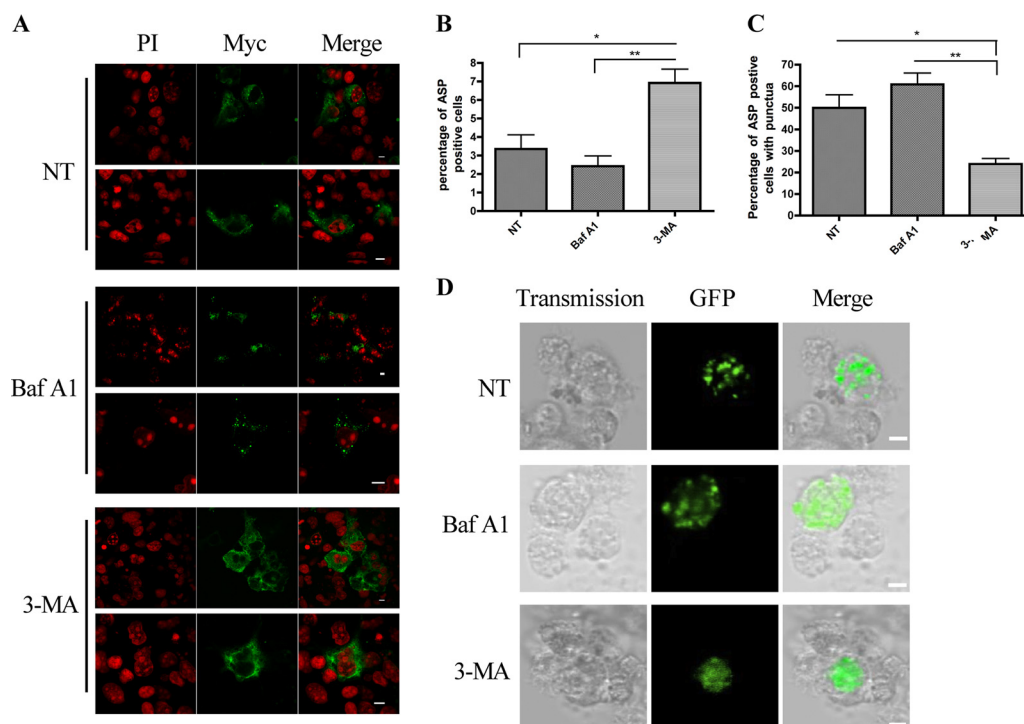 A
PI Myc Merge
NT
Baf A1
3-MA
B
*
**
percentage of ASP
positive cells
8
7
6
5
4
3
2
1
0
NT
Baf A1
3-MA
C
*
**
Percentage of ASP postive
cells with punctua
70
60
50
40
30
20
10
0
NT
Baf A1
3-. MA
D
Transmission GFP Merge
NT
Baf A1
3-MA